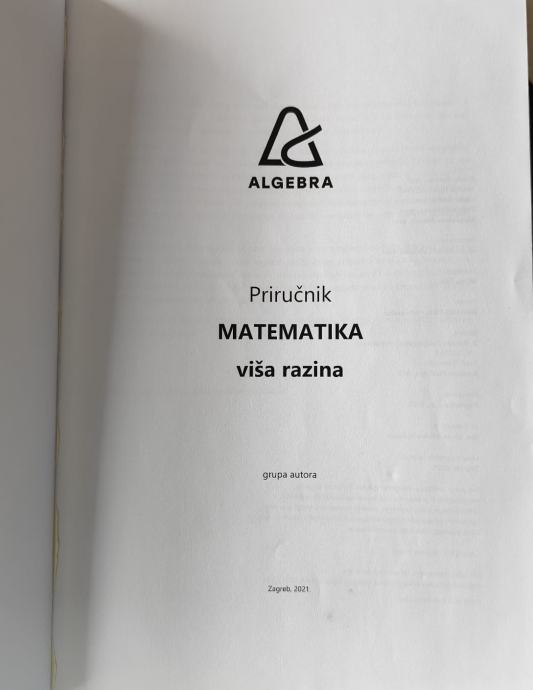 ALGEBRA
Priručnik
MATEMATIKA
viša razina
grupa autora
Zagreb, 2021.